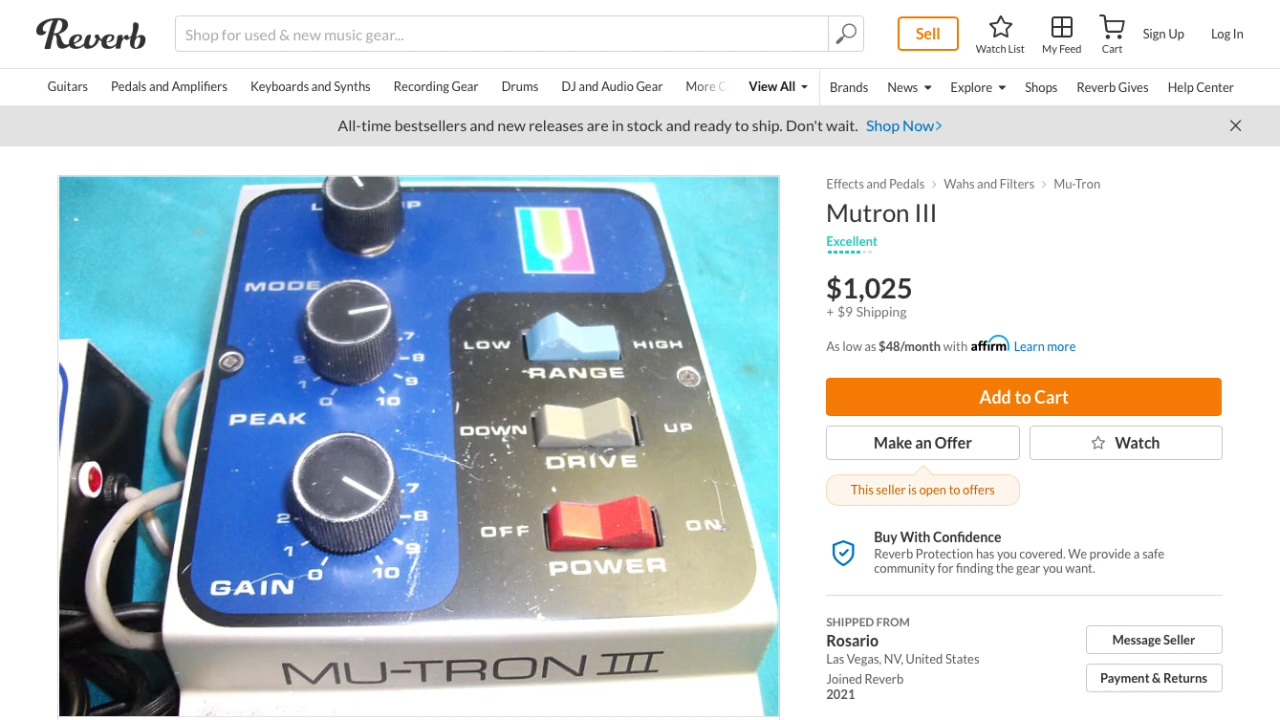 Reverb
Shop for used & new music gear...
Sell
Watch List
My Feed
Cart
Sign Up
Log In
Guitars
Pedals and Amplifiers
Keyboards and Synths
Recording Gear
Drums
DJ and Audio Gear
More
View All
Brands
News
Explore
Shops
Reverb Gives
Help Center
All-time bestsellers and new releases are in stock and ready to ship. Don't wait. Shop Now
MODE
LOW HIGH
RANGE
7
8
9
1
0 10
PEAK
DOWN UP
DRIVE
7
2 8
1 9
0 10
GAIN
OFF ON
POWER
MU-TRON III
Effects and Pedals > Wahs and Filters > Mu-Tron
Mutron III
Excellent
$1,025
+ $9 Shipping
As low as $48/month with affirm Learn more
Add to Cart
Make an Offer
Watch
This seller is open to offers
Buy With Confidence
Reverb Protection has you covered. We provide a safe
community for finding the gear you want.
SHIPPED FROM
Rosario
Las Vegas, NV, United States
Joined Reverb
2021
Message Seller
Payment & Returns